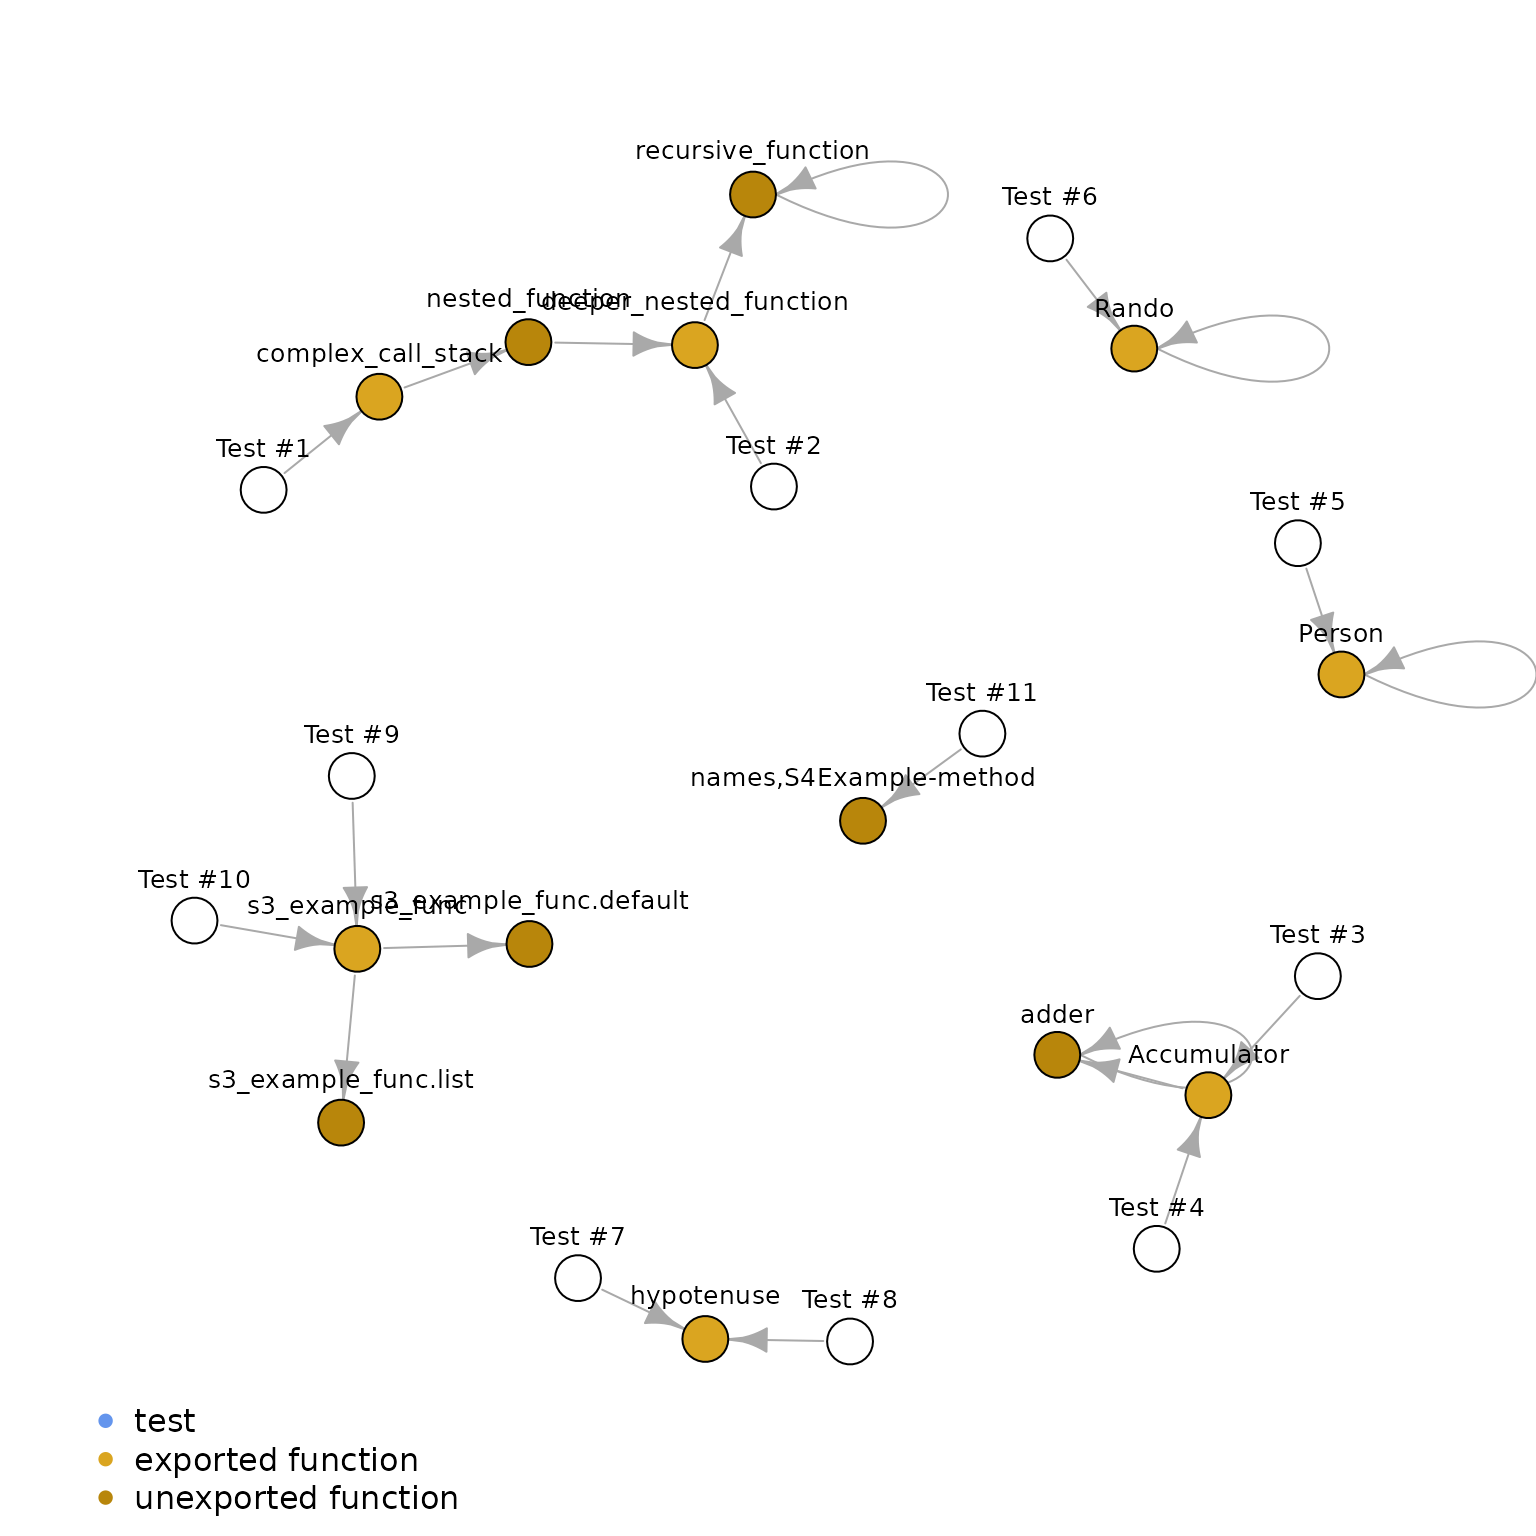 recursive_function
Test #6
nested_function
deeper_nested_function
Rando
complex_call_stack
Test #1
Test #2
Test #5
Person
Test #11
Test #9
names,S4Example-method
Test #10
s3_example_func
s3_example_func.default
Test #3
adder
Accumulator
s3_example_func.list
Test #4
Test #7
hypotenuse
Test #8
test
exported function
unexported function